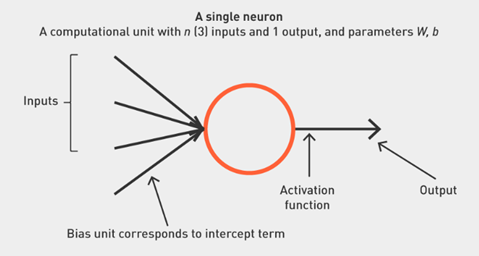 A single neuron
A computational unit with n (3) inputs and 1 output, and parameters W, b
Inputs
Activation
function
Output
Bias unit corresponds to intercept term